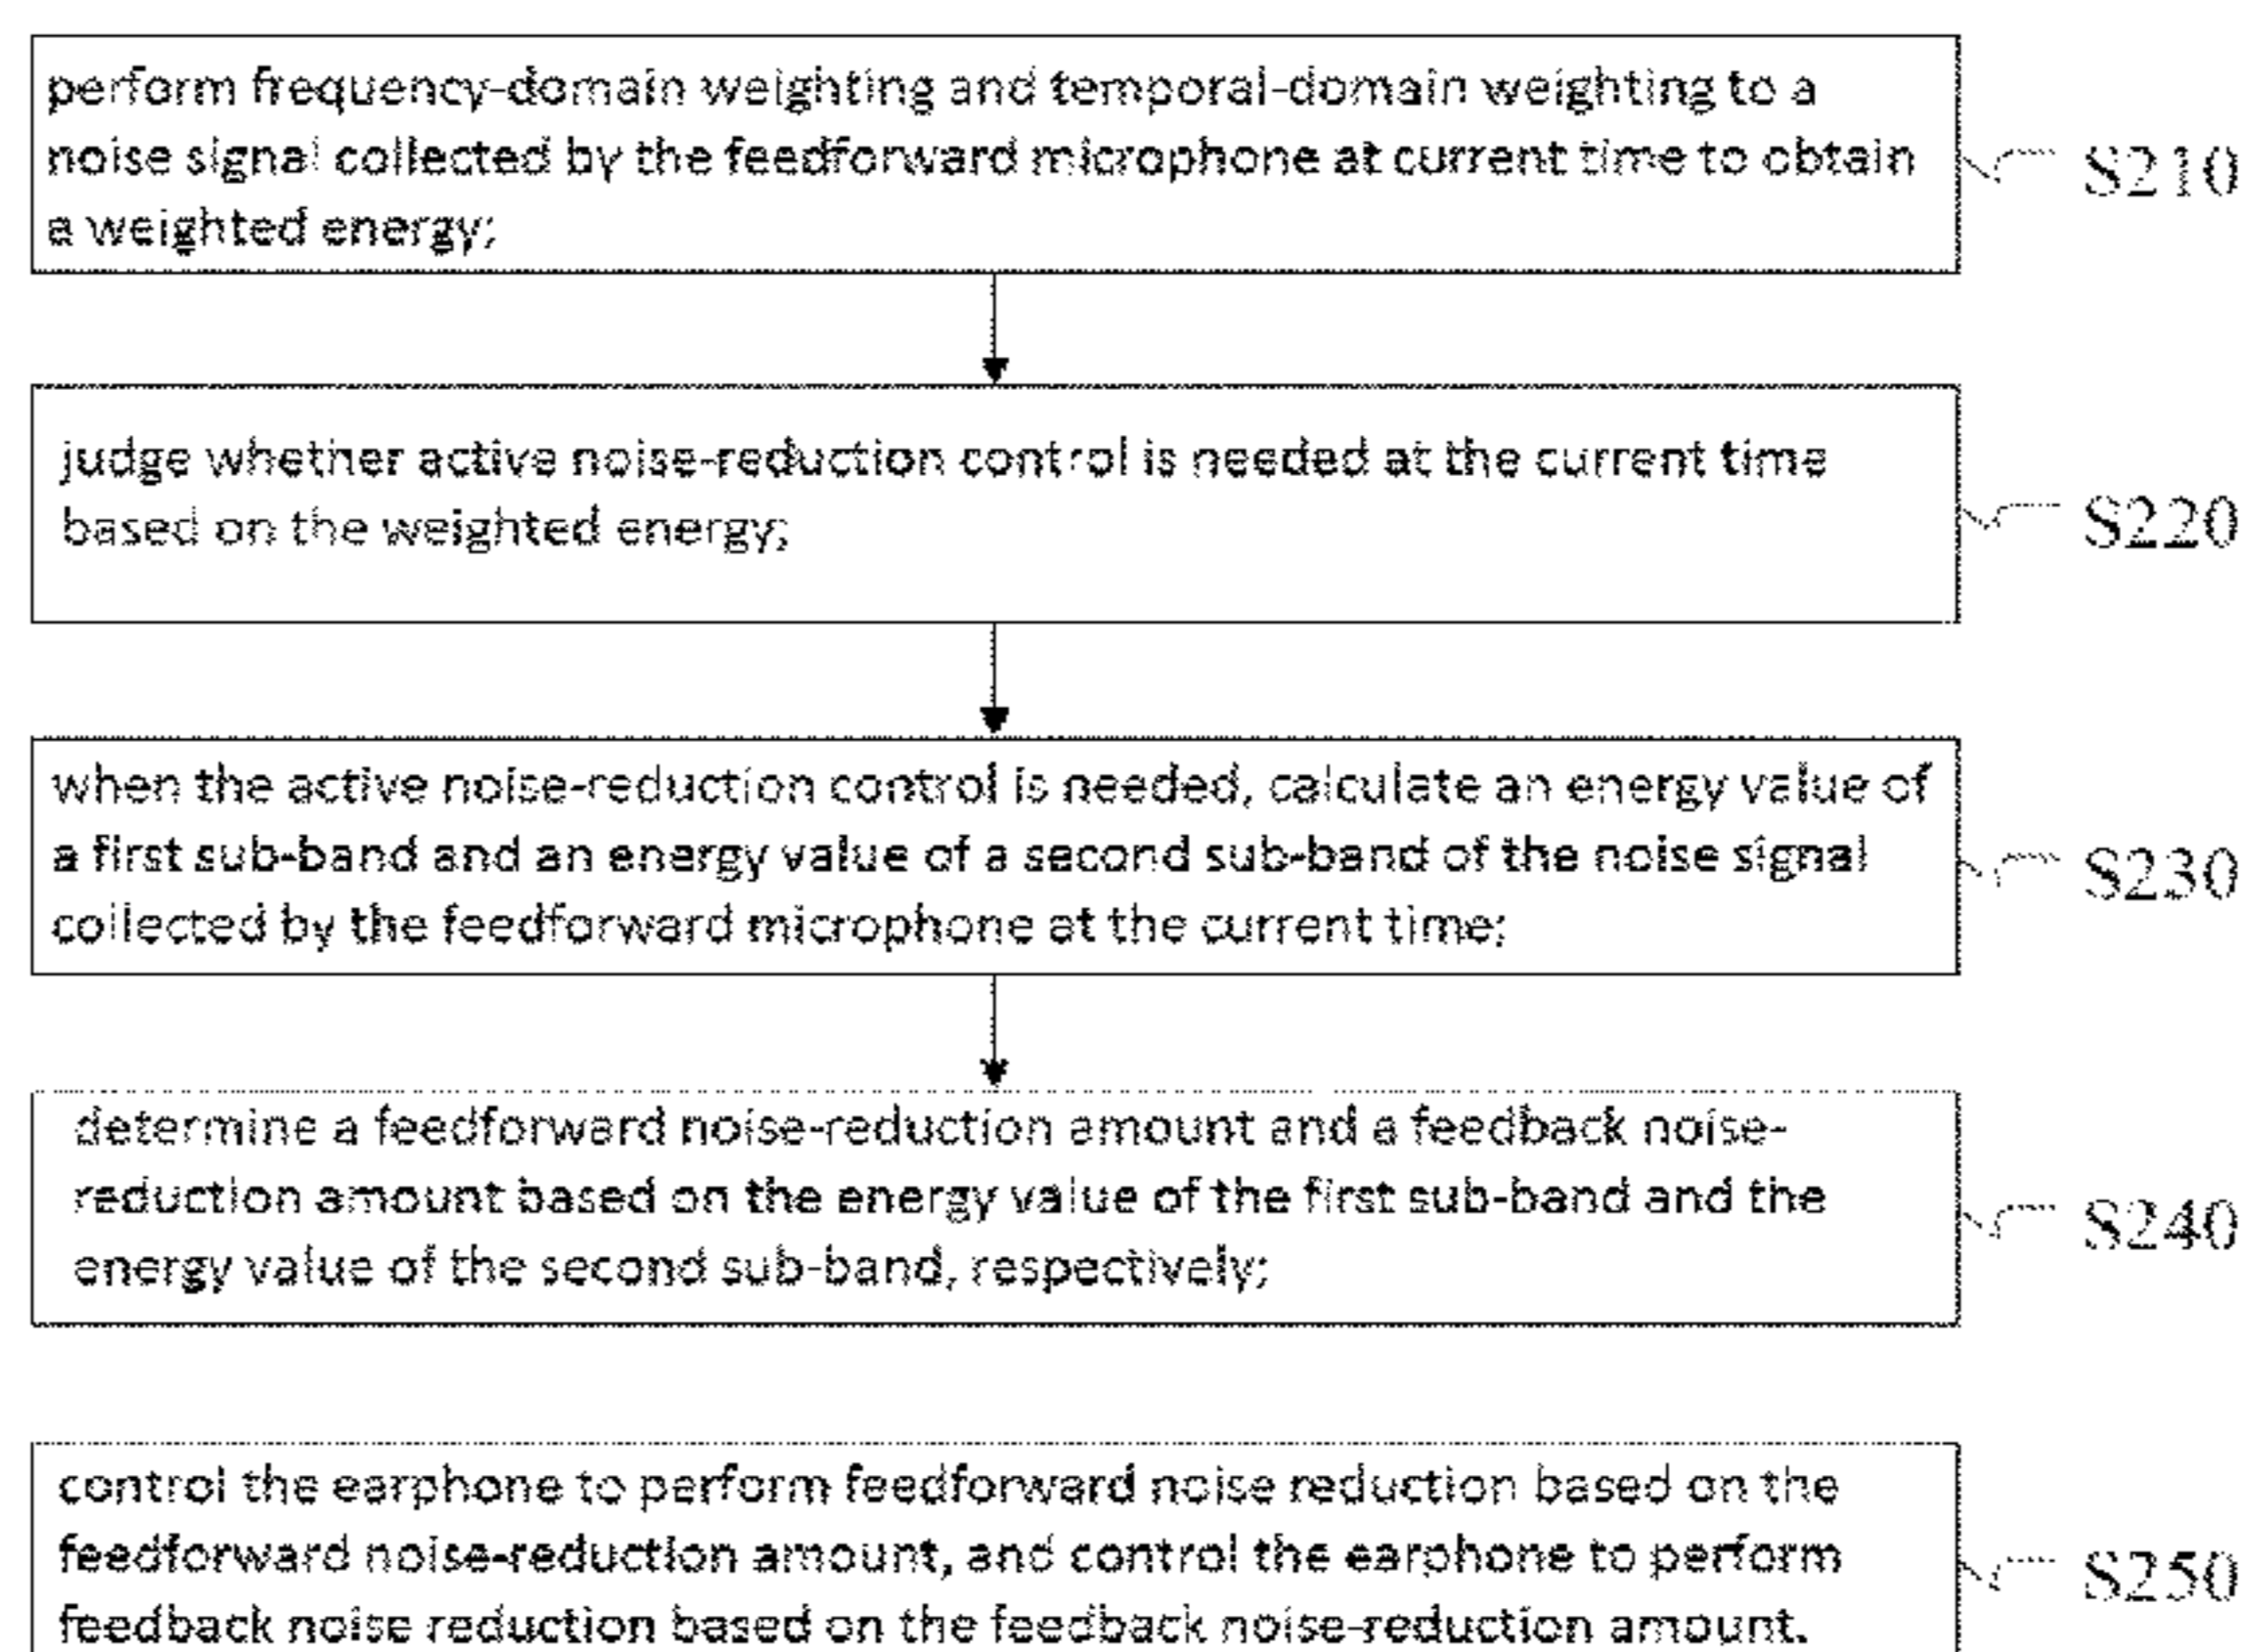 perform frequency-domain weighting and temporal-domain weighting to a
noise signal collected by the feedforward microphone at current time to obtain
a weighted energy;
S210
judge whether active noise-reduction control is needed at the current time
based on the weighted energy;
S220
when the active noise-reduction control is needed, calculate an energy value of
a first sub-band and an energy value of a second sub-band of the noise signal
collected by the feedforward microphone at the current time;
S230
determine a feedforward noise-reduction amount and a feedback noise-
reduction amount based on the energy value of the first sub-band and the
energy value of the second sub-band, respectively;
S240
control the earphone to perform feedforward noise reduction based on the
feedforward noise-reduction amount, and control the earphone to perform
feedback noise reduction based on the feedback noise-reduction amount.
S250